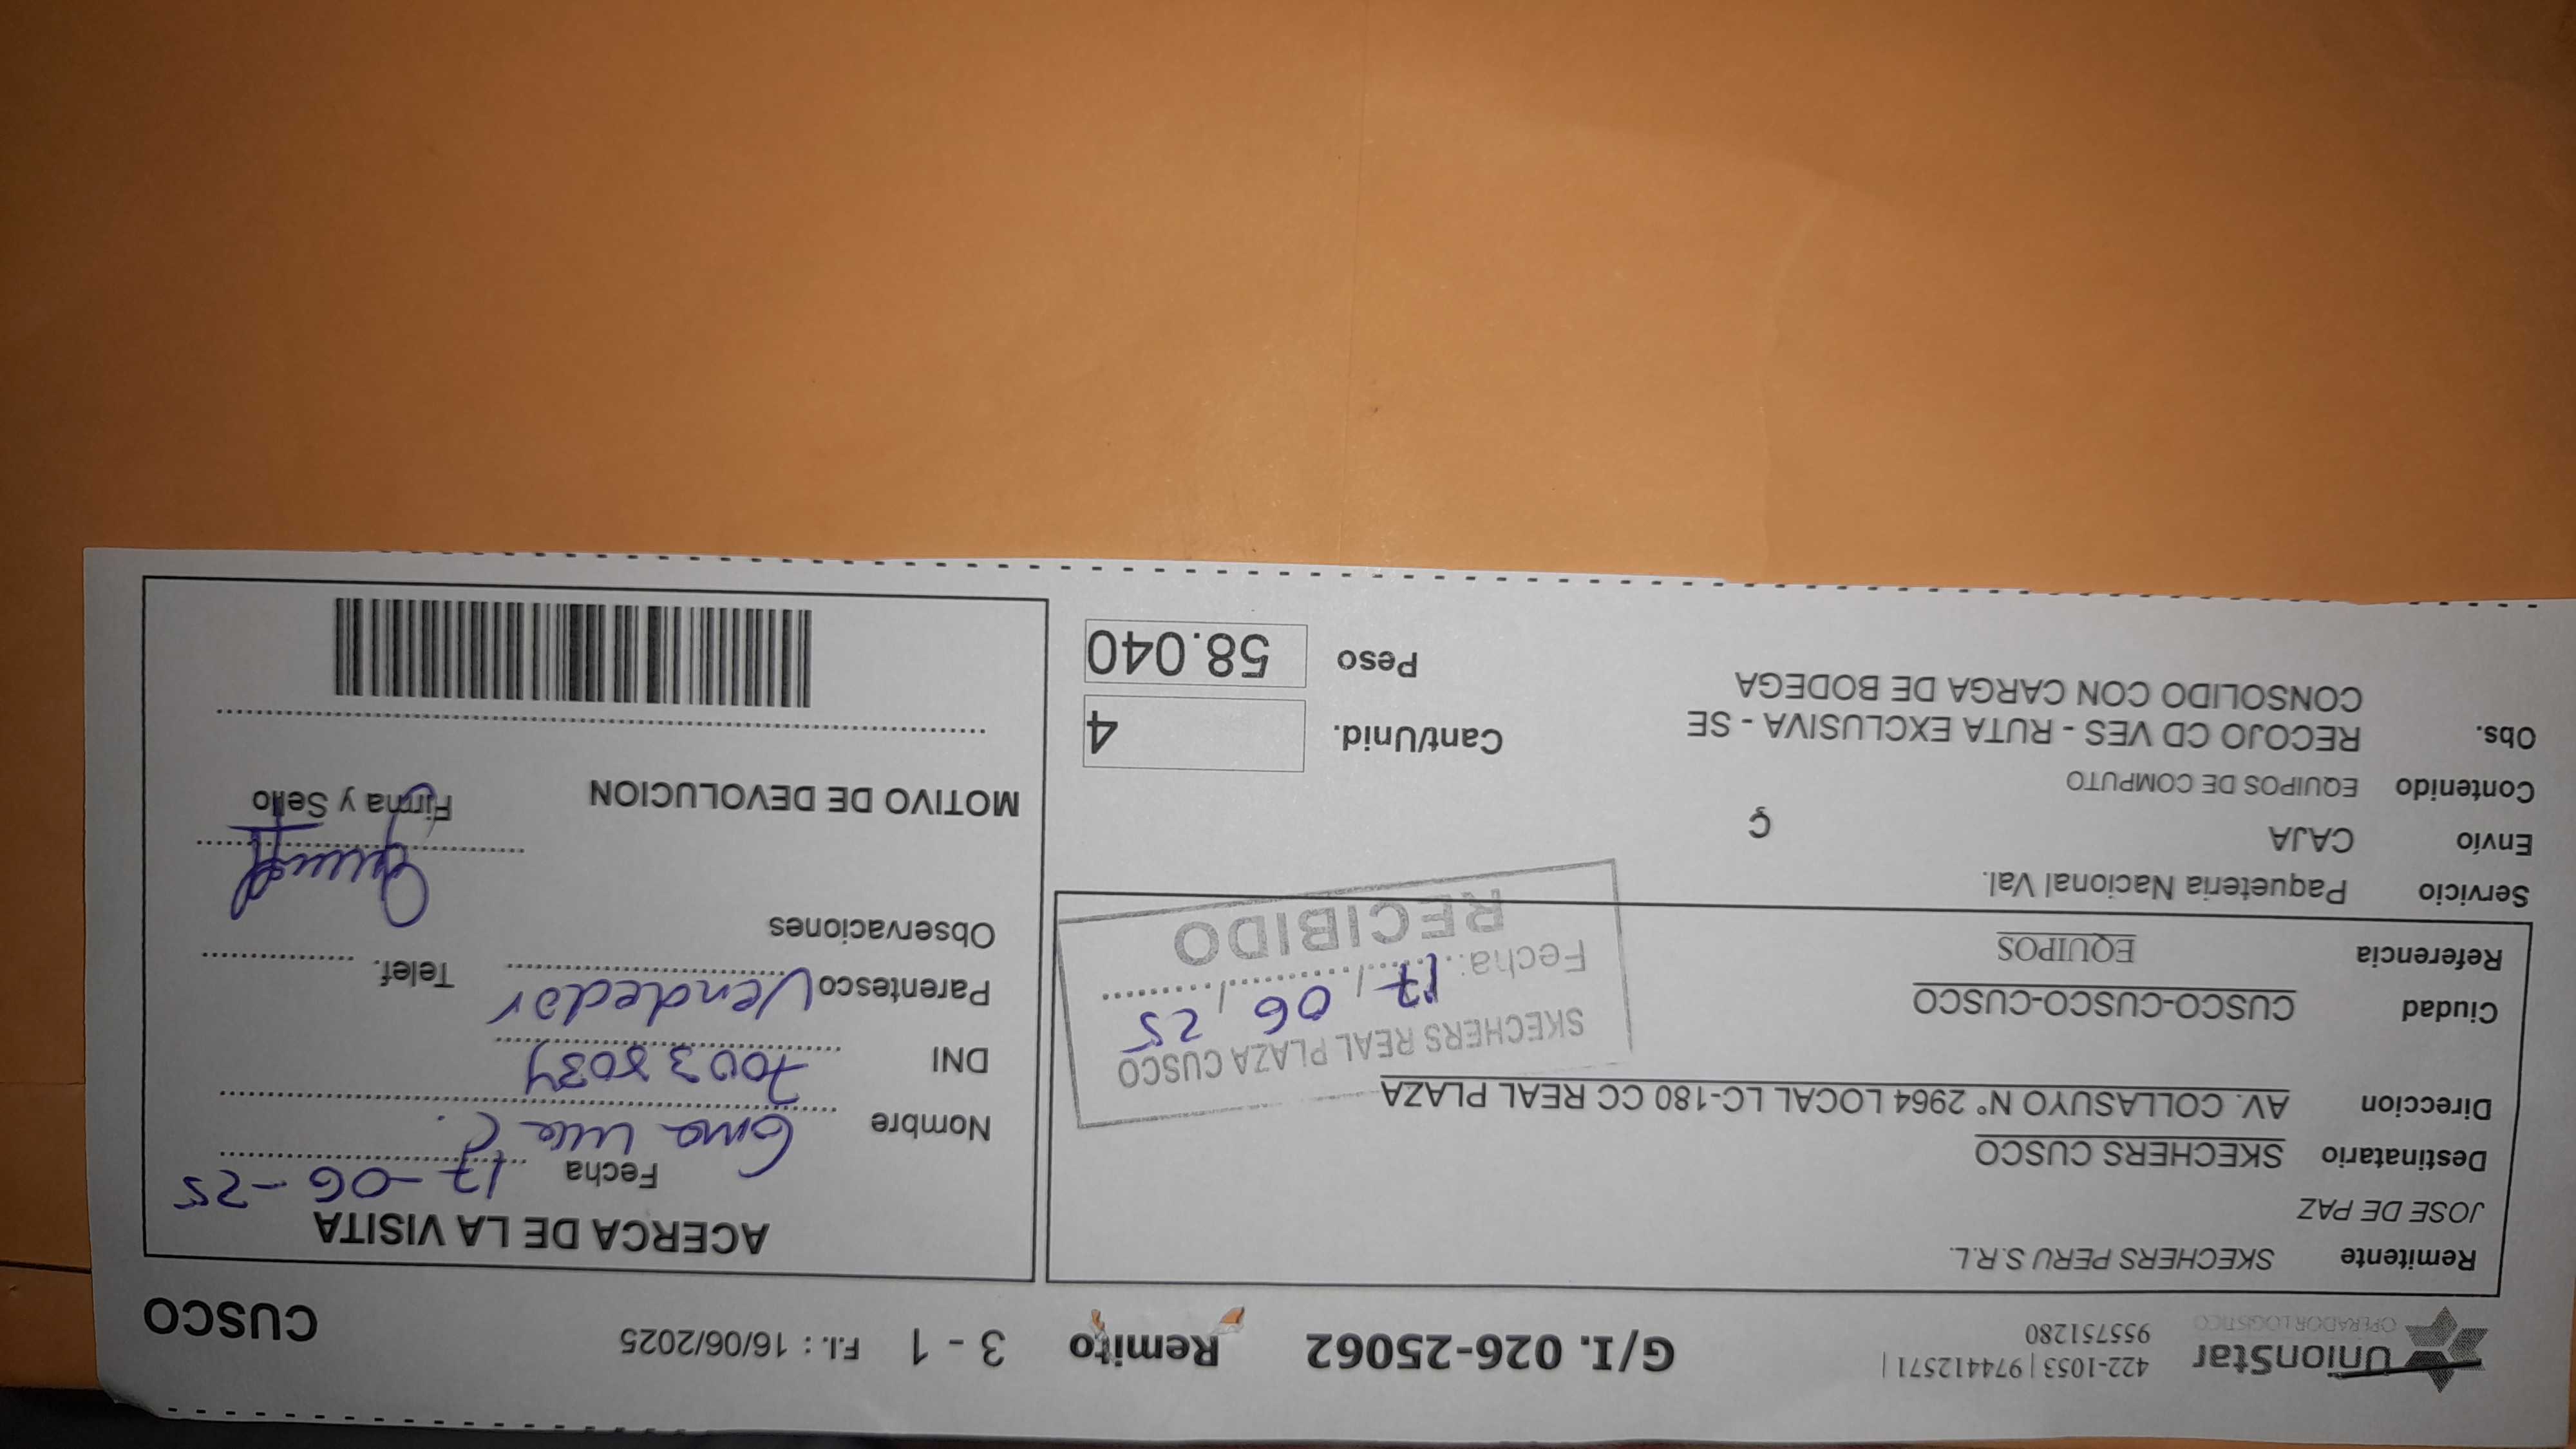 UnionStar
OPERADOR LOGISTICO
422-1053 | 974412571 |
955751280
G/I. 026-25062 Remito 3 - 1 F.I. : 16/06/2025 CUSCO
Remitente SKECHERS PERU S.R.L.
JOSE DE PAZ
Destinatario SKECHERS CUSCO
Direccion AV. COLLASUYO N° 2964 LOCAL LC-180 CC REAL PLAZA
Ciudad CUSCO-CUSCO-CUSCO
Referencia EQUIPOS
SKECHERS REAL PLAZA CUSCO
Fecha: 17 / 06 / 25
RECIBIDO
Servicio Paqueteria Nacional Val.
Envío CAJA Ç
Contenido EQUIPOS DE COMPUTO
Obs. RECOJO CD VES - RUTA EXCLUSIVA - SE
CONSOLIDO CON CARGA DE BODEGA
Cant/Unid. 4
Peso 58.040
ACERCA DE LA VISITA
Fecha 17-06-25
Nombre
DNI 70038034
Parentesco Vendedor Telef.
Observaciones
Firma y Sello
MOTIVO DE DEVOLUCION